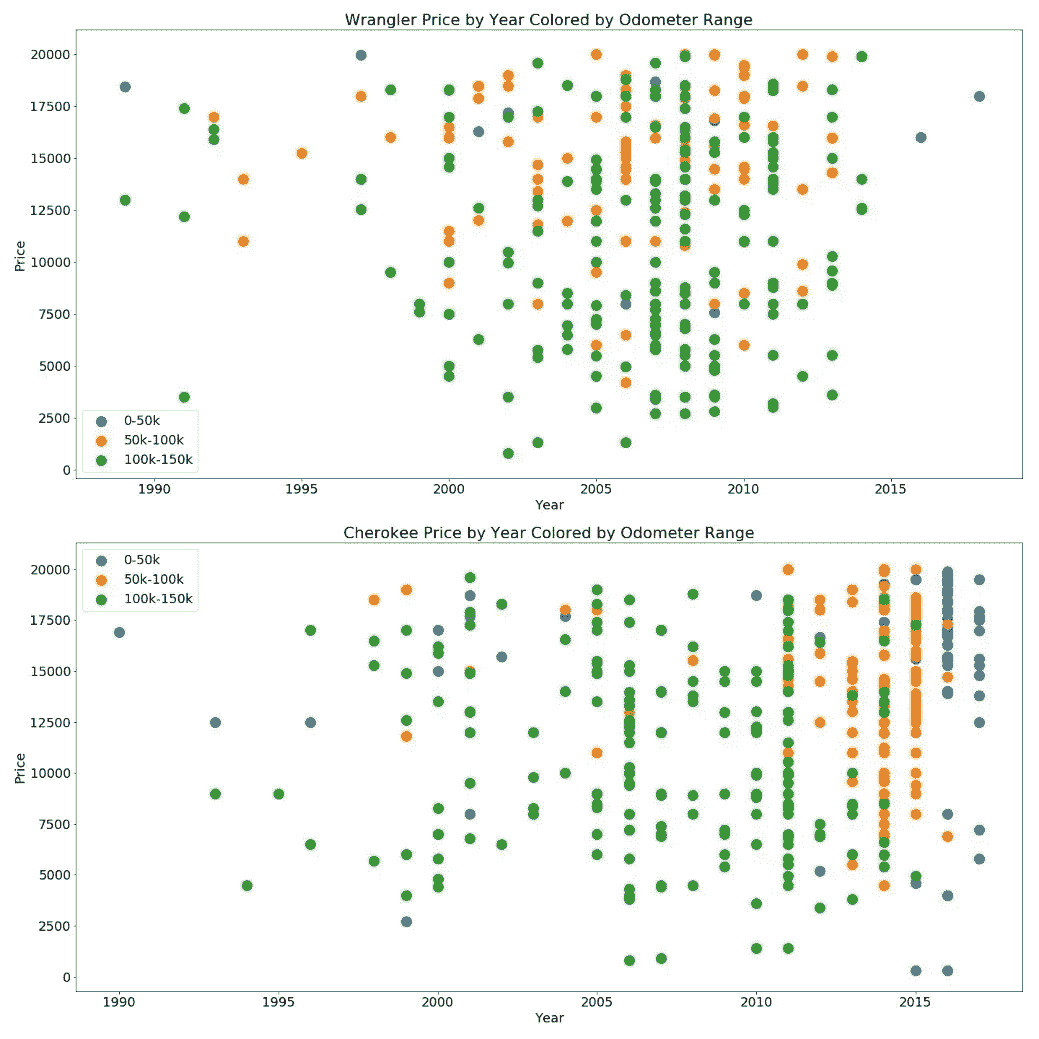 Wrangler Price by Year Colored by Odometer Range
20000
17500
15000
12500
10000
7500
5000
2500
0
Price
0-50k
50k-100k
100k-150k
1990 1995 2000 2005 2010 2015
Year
Cherokee Price by Year Colored by Odometer Range
0-50k
50k-100k
100k-150k
20000
17500
15000
12500
10000
7500
5000
2500
0
Price
1990 1995 2000 2005 2010 2015
Year